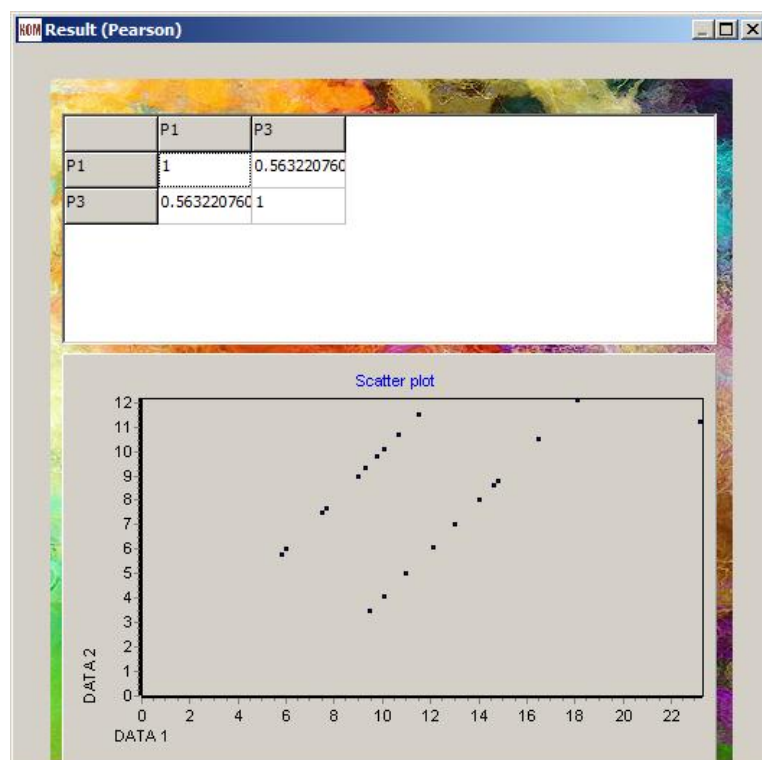 KOM Result (Pearson)
P1 P3
P1 1 0.563220760
P3 0.563220760 1
Scatter plot
12
11
10
9
8
7
6
5
4
3
2
1
0
DATA 2
0 2 4 6 8 10 12 14 16 18 20 22
DATA 1